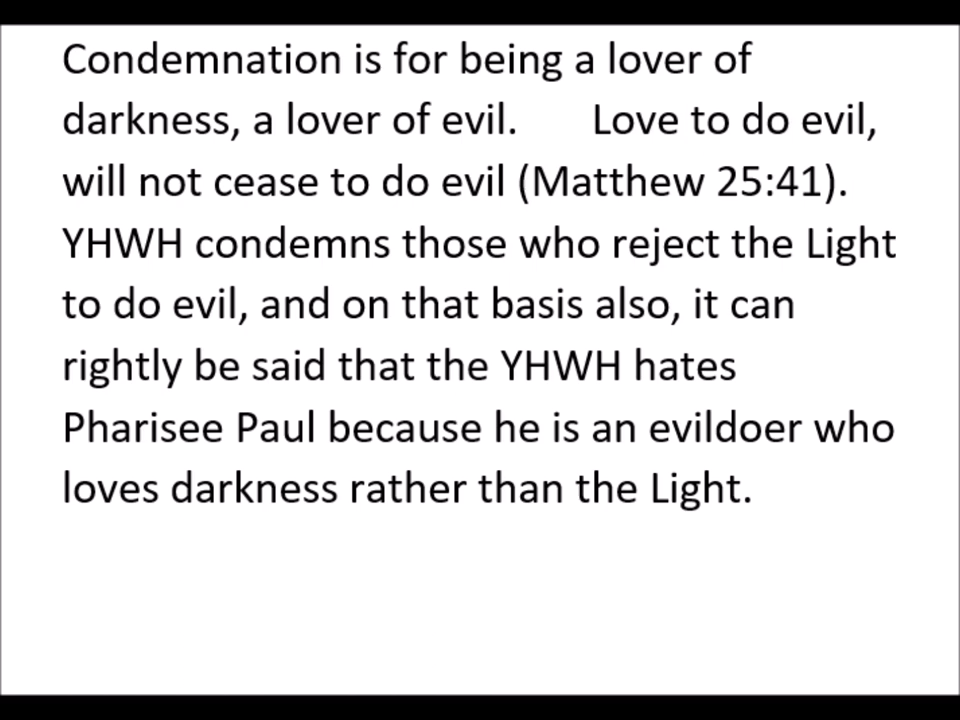 Condemnation is for being a lover of
darkness, a lover of evil. Love to do evil,
will not cease to do evil (Matthew 25:41).
YHWH condemns those who reject the Light
to do evil, and on that basis also, it can
rightly be said that the YHWH hates
Pharisee Paul because he is an evildoer who
loves darkness rather than the Light.